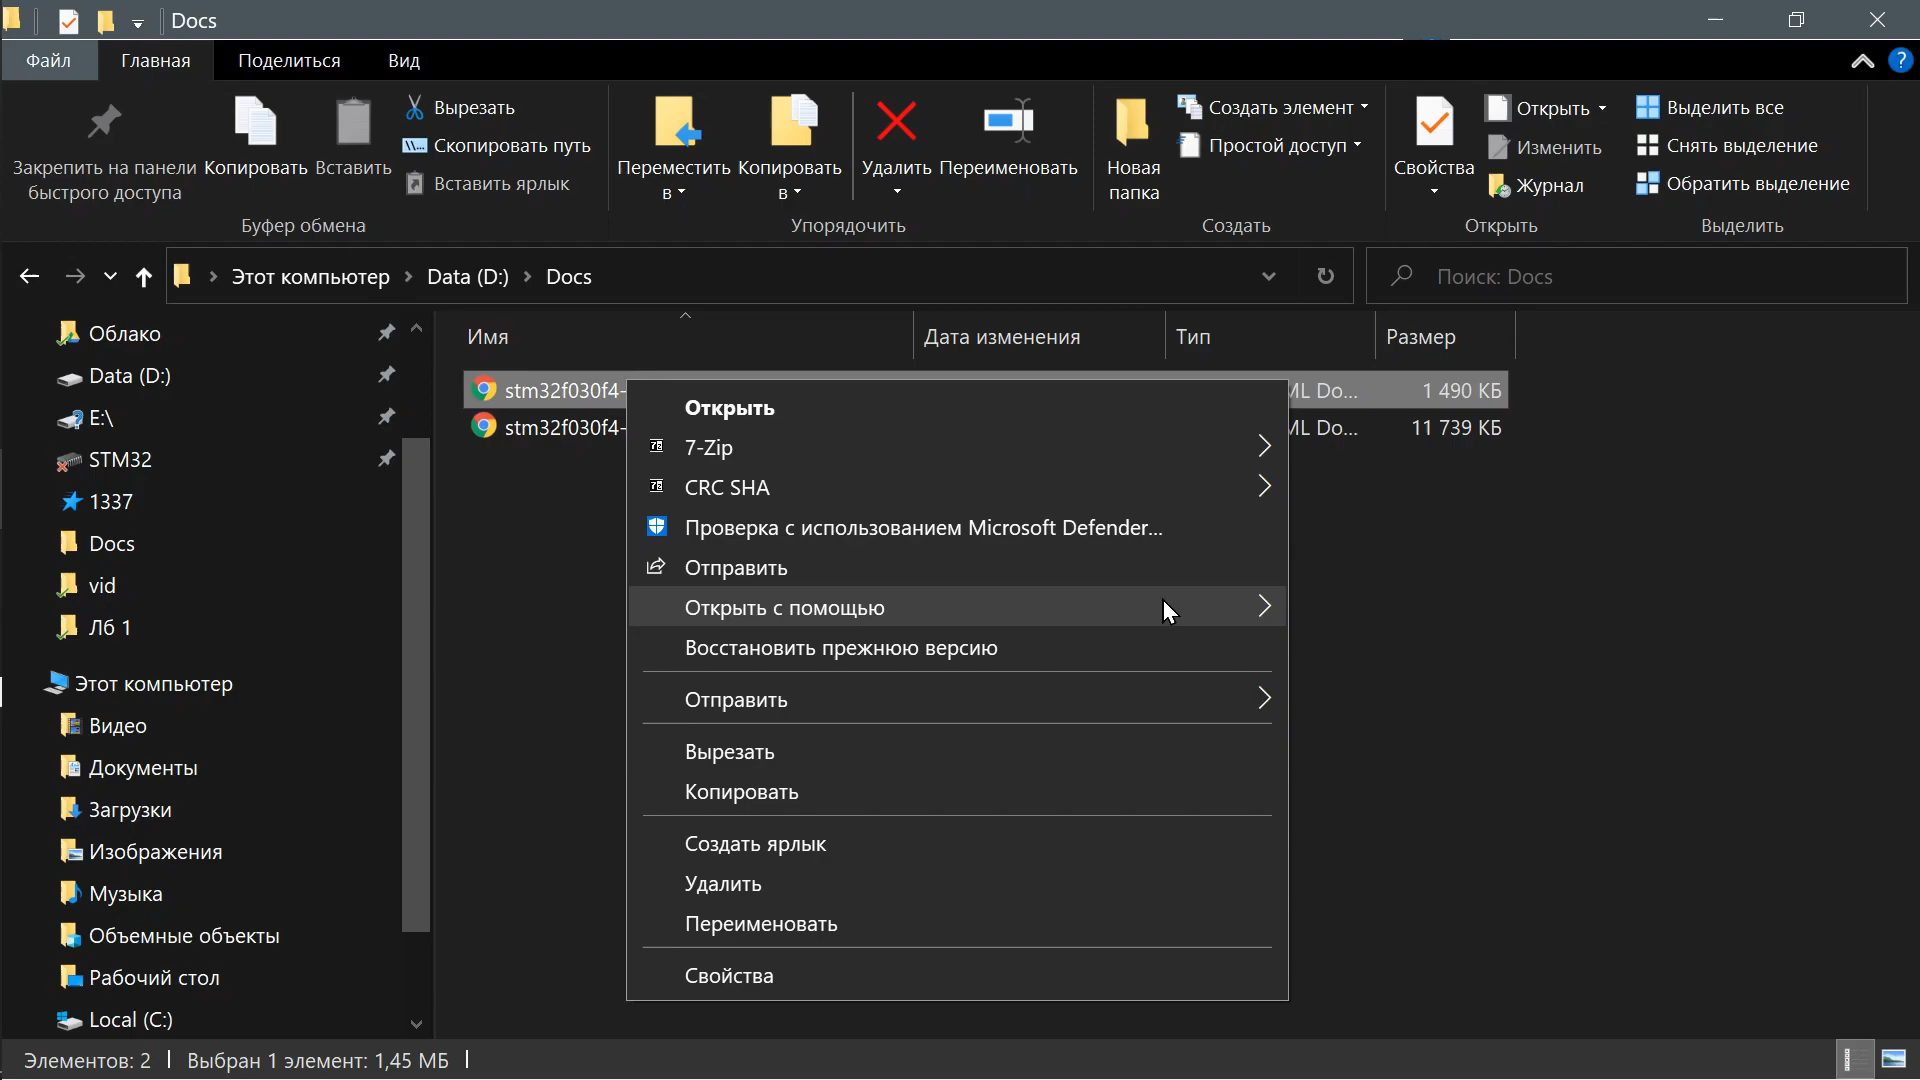 Docs
Файл Главная Поделиться Вид
Закрепить на панели быстрого доступа
Копировать
Вставить
Вырезать
Скопировать путь
Вставить ярлык
Буфер обмена
Переместить в
Копировать в
Удалить
Переименовать
Упорядочить
Новая папка
Создать элемент
Простой доступ
Создать
Свойства
Открыть
Изменить
Журнал
Открыть
Выделить все
Снять выделение
Обратить выделение
Выделить
Этот компьютер > Data (D:) > Docs
Поиск: Docs
Облако
Data (D:)
E:\
STM32
1337
Docs
vid
Лб 1
Этот компьютер
Видео
Документы
Загрузки
Изображения
Музыка
Объемные объекты
Рабочий стол
Local (C:)
Имя Дата изменения Тип Размер
stm32f030f4- ML Do... 1 490 КБ
stm32f030f4- ML Do... 11 739 КБ
Открыть
7-Zip
CRC SHA
Проверка с использованием Microsoft Defender...
Отправить
Открыть с помощью
Восстановить прежнюю версию
Отправить
Вырезать
Копировать
Создать ярлык
Удалить
Переименовать
Свойства
Элементов: 2 Выбран 1 элемент: 1,45 МБ